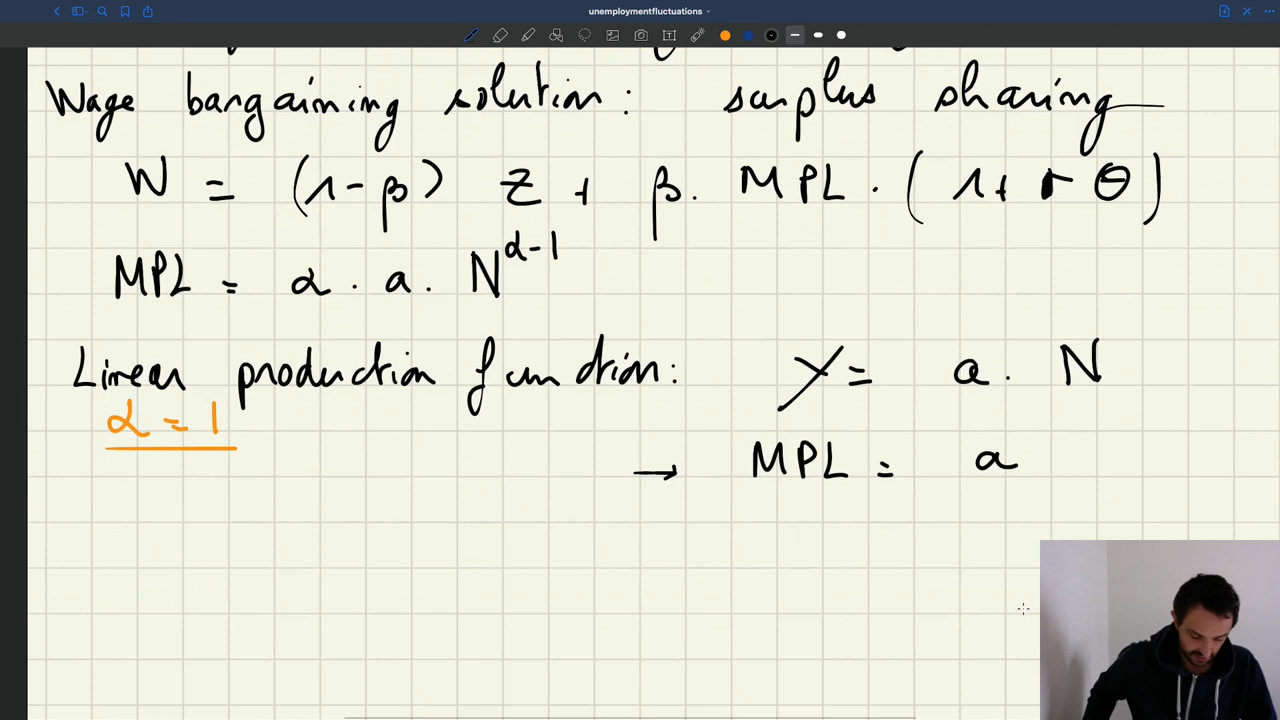 unemploymentfluctuations
Wage bargaining solution: surplus sharing
W = (1-β) z + β. MPL. (1 + r θ)
MPL = α . a . N^{α-1}
Linear production function: Y = a . N
α = 1
→ MPL = a